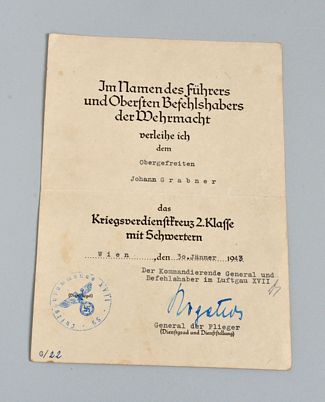 Im Namen des Führers
und Obersten Befehlshabers
der Wehrmacht
verleihe ich
dem
Obergefreiten
Johann Grabner
das
Kriegsverdienstkreuz 2. Klasse
mit Schwertern
Wien ,den 30. Jänner 1943
Der Kommandierende General und
Befehlshaber im Luftgau XVII
General der Flieger
(Dienstgrad und Dienststellung)